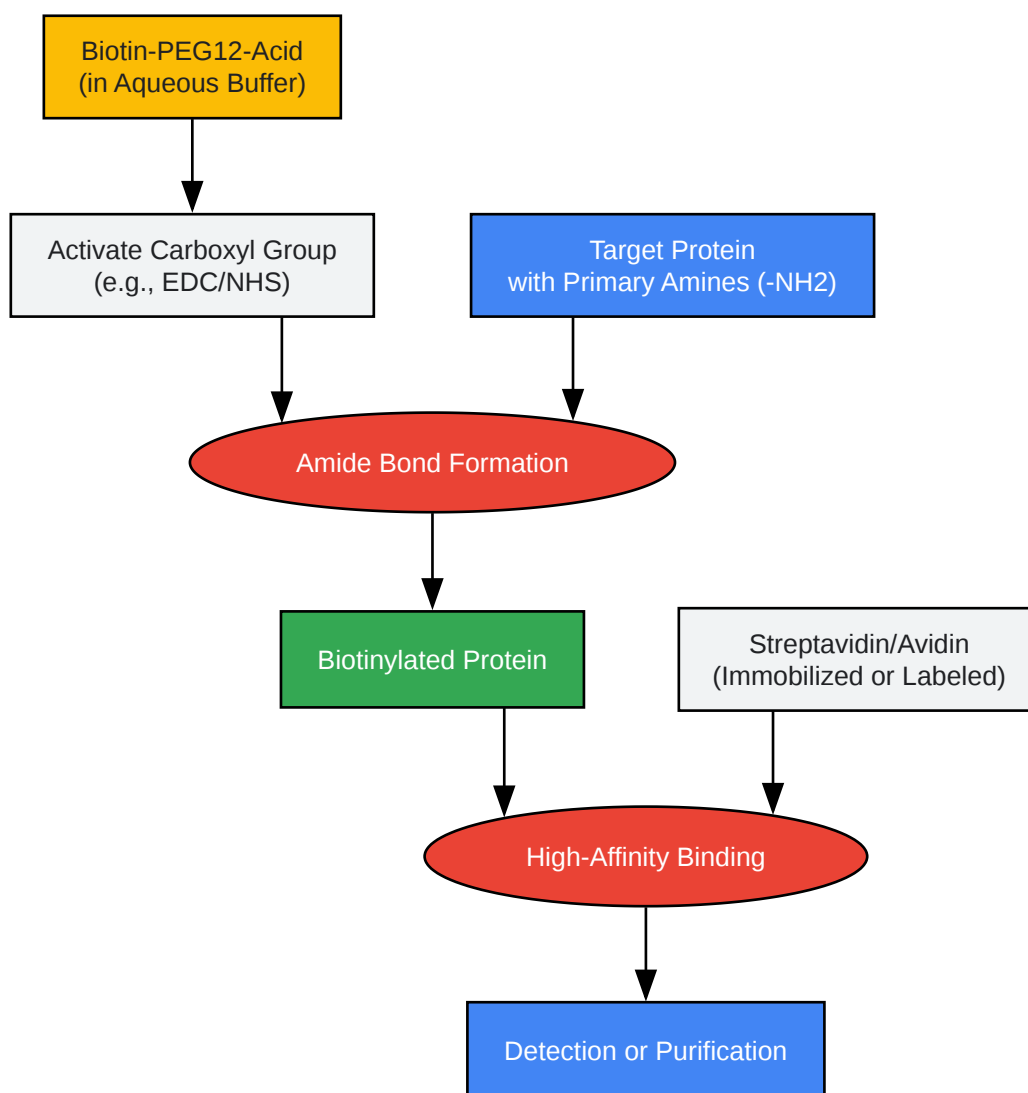 Biotin-PEG12-Acid
(in Aqueous Buffer)
Activate Carboxyl Group
(e.g., EDC/NHS)
Target Protein
with Primary Amines (-NH2)
Amide Bond Formation
Biotinylated Protein
Streptavidin/Avidin
(Immobilized or Labeled)
High-Affinity Binding
Detection or Purification